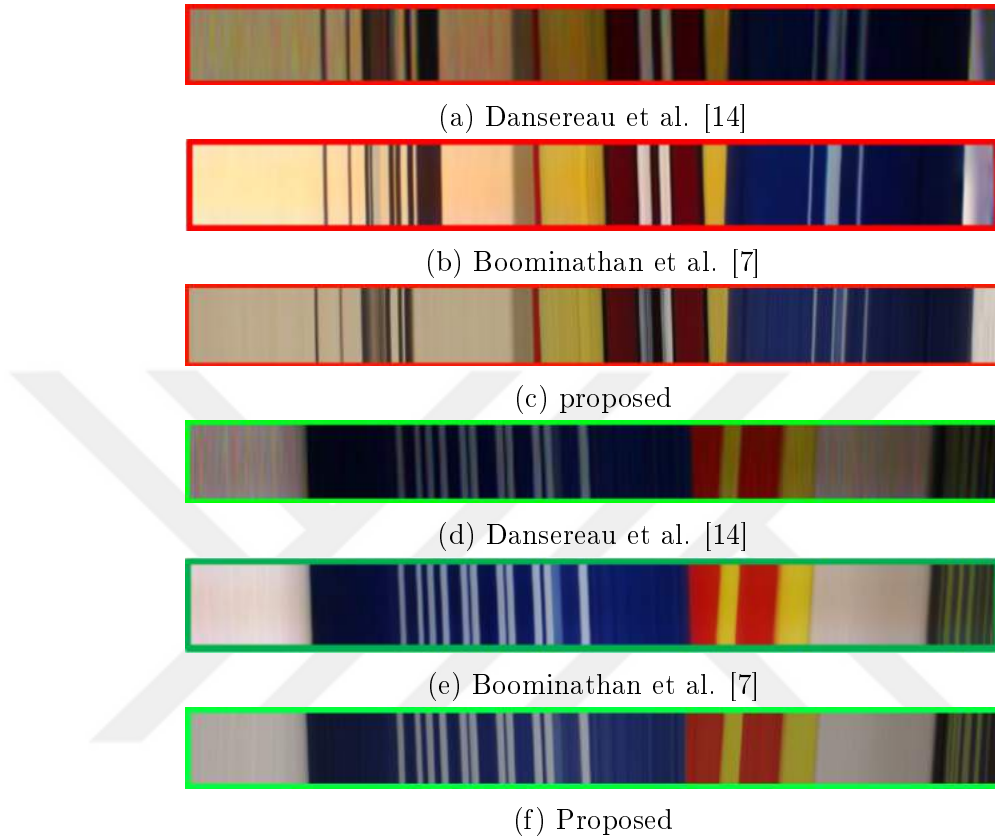 (a) Dansereau et al. [14]
(b) Boominathan et al. [7]
(c) proposed
(d) Dansereau et al. [14]
(e) Boominathan et al. [7]
(f) Proposed